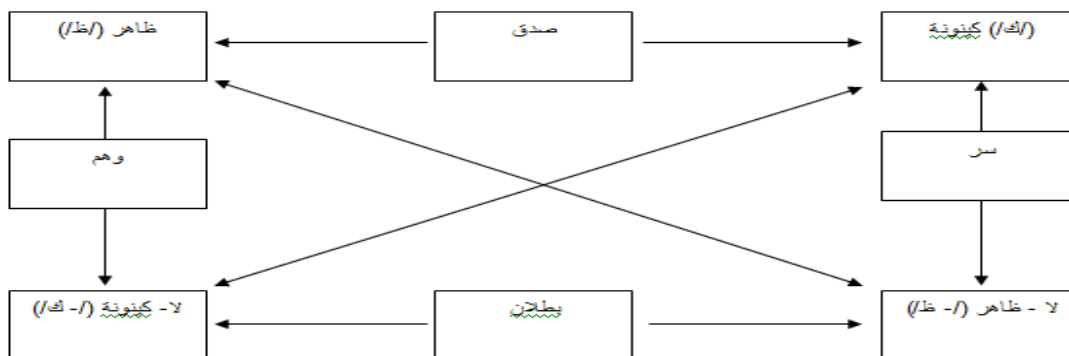 (/ك/) كينونة
صدق
ظاهر (/ظ/)
سر
وهم
لا - ظاهر (/- ظ/)
بطلان
لا- كينونة (/- ك/)